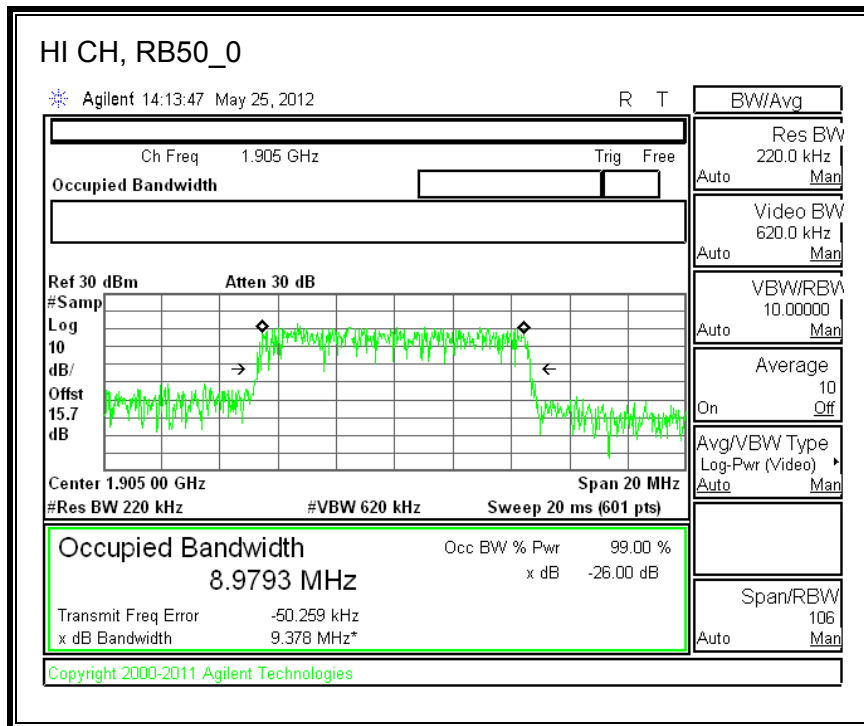 HI CH, RB50_0
Agilent 14:13:47 May 25, 2012 R T
Ch Freq 1.905 GHz Trig Free
Occupied Bandwidth
Ref 30 dBm Atten 30 dB
#Samp
Log
10
dB/
Offst
15.7
dB
Center 1.905 00 GHz Span 20 MHz
#Res BW 220 kHz #VBW 620 kHz Sweep 20 ms (601 pts)
Occupied Bandwidth Occ BW % Pwr 99.00 %
8.9793 MHz x dB -26.00 dB
Transmit Freq Error -50.259 kHz
x dB Bandwidth 9.378 MHz*
Copyright 2000-2011 Agilent Technologies
BW/Avg
Res BW
220.0 kHz
Auto Man
Video BW
620.0 kHz
Auto Man
VBW/RBW
10.00000
Auto Man
Average
10
On Off
Avg/VBW Type
Log-Pwr (Video)
Auto Man
Span/RBW
106
Auto Man